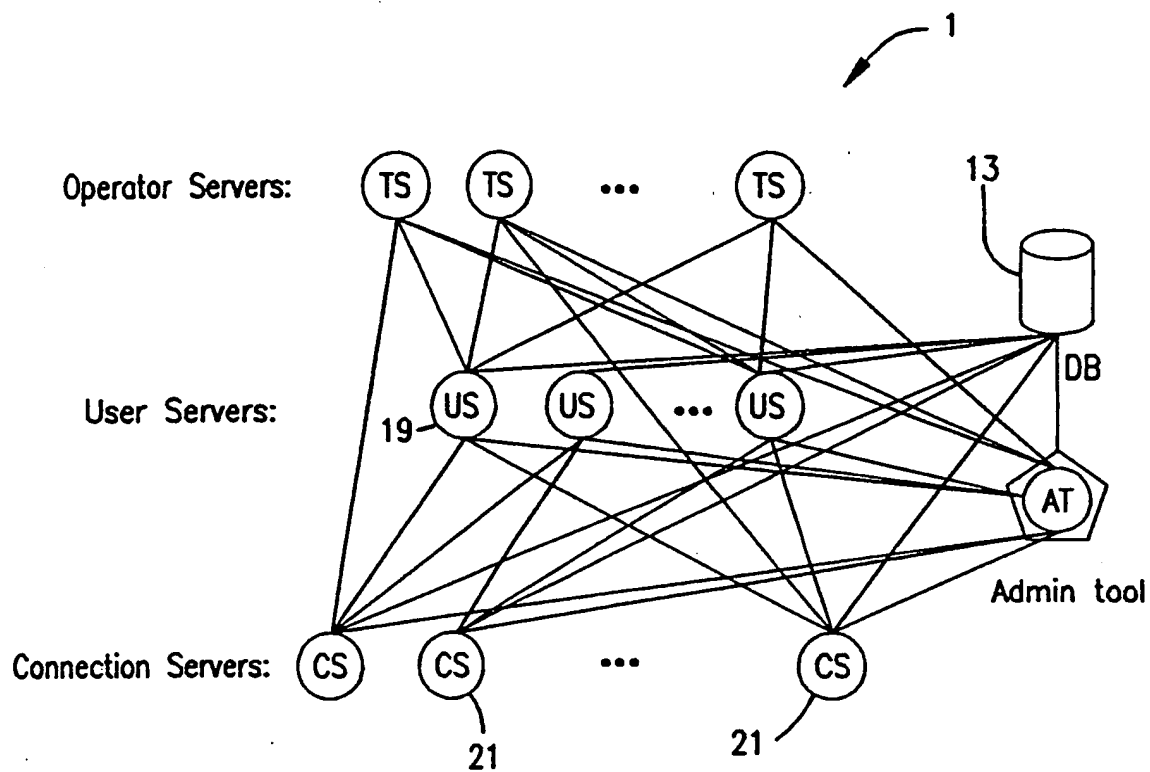 1
Operator Servers: TS TS ... TS
13
DB
User Servers: US US ... US
19
AT
Admin tool
Connection Servers: CS CS ... CS
21
21